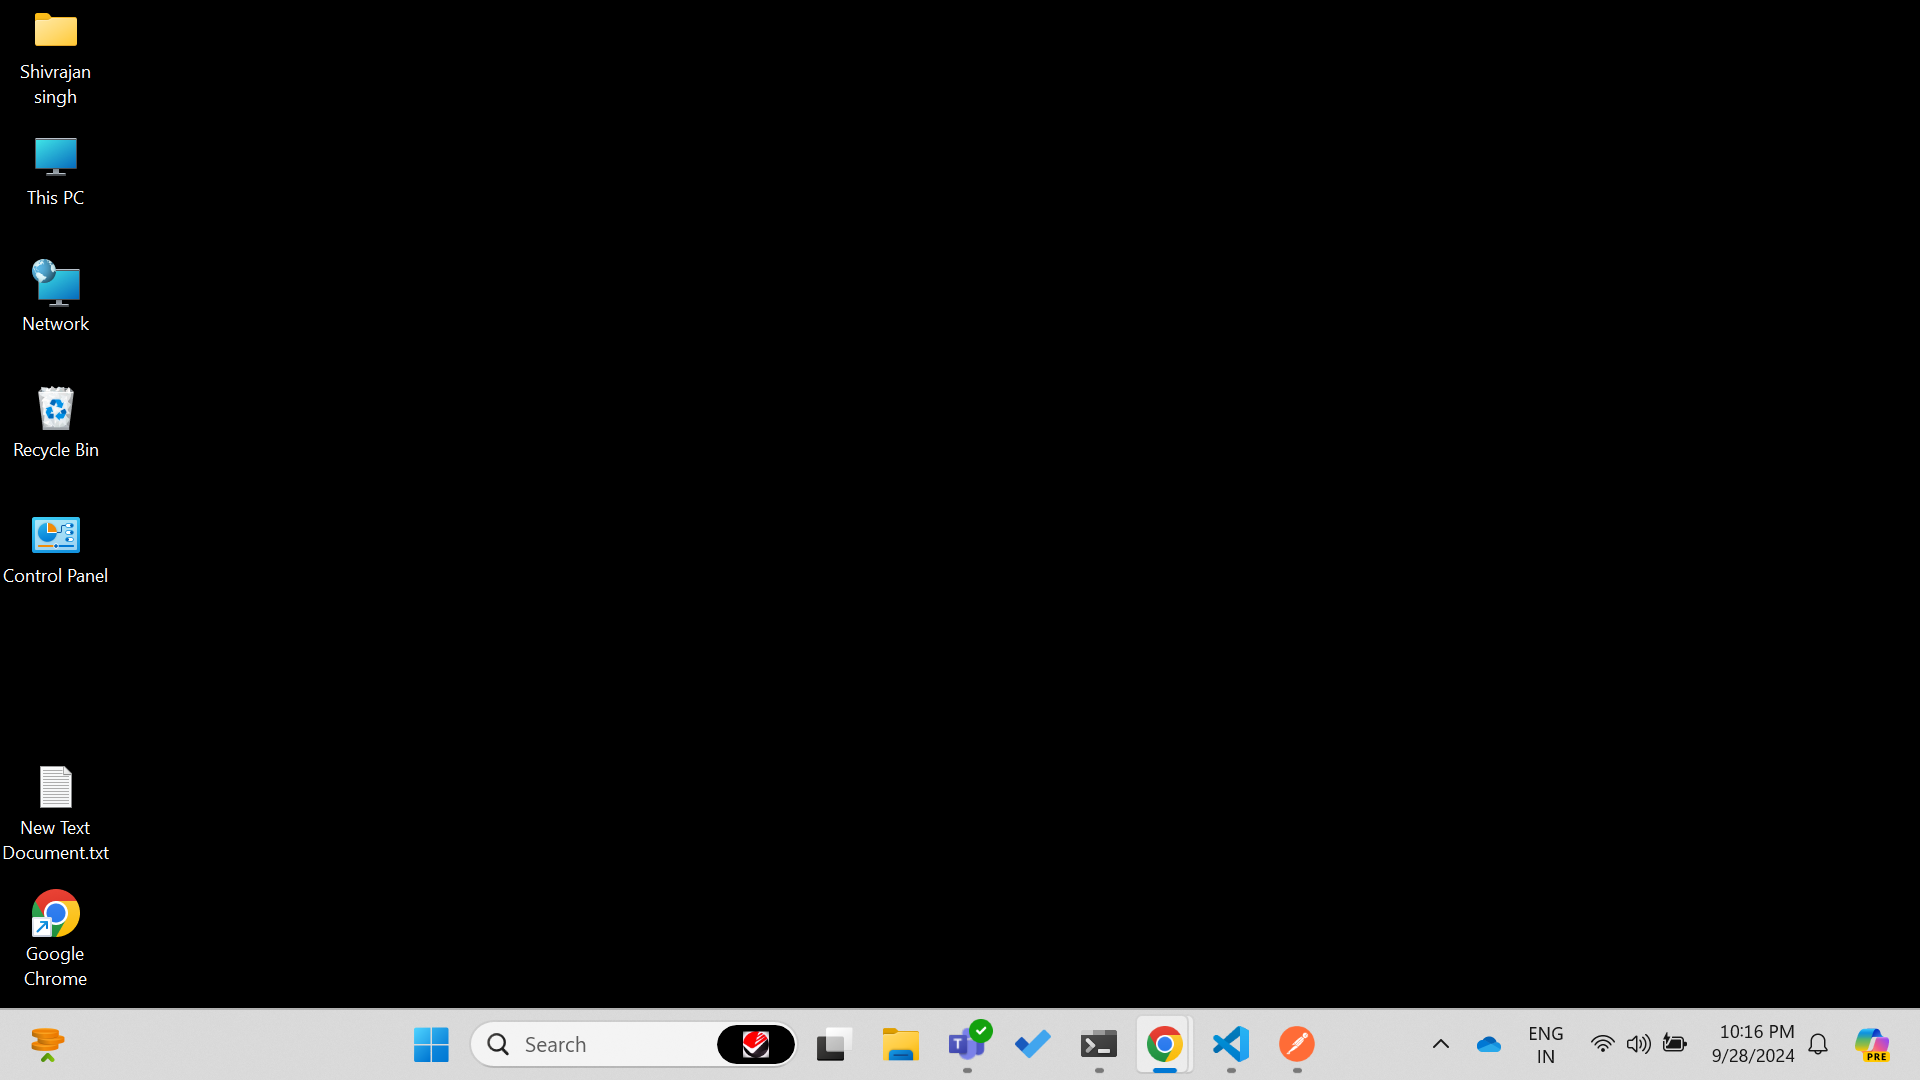 Shivrajan
singh
This PC
Network
Recycle Bin
Control Panel
New Text
Document.txt
Google
Chrome
Search
T
ENG
IN
10:16 PM
9/28/2024
PRE